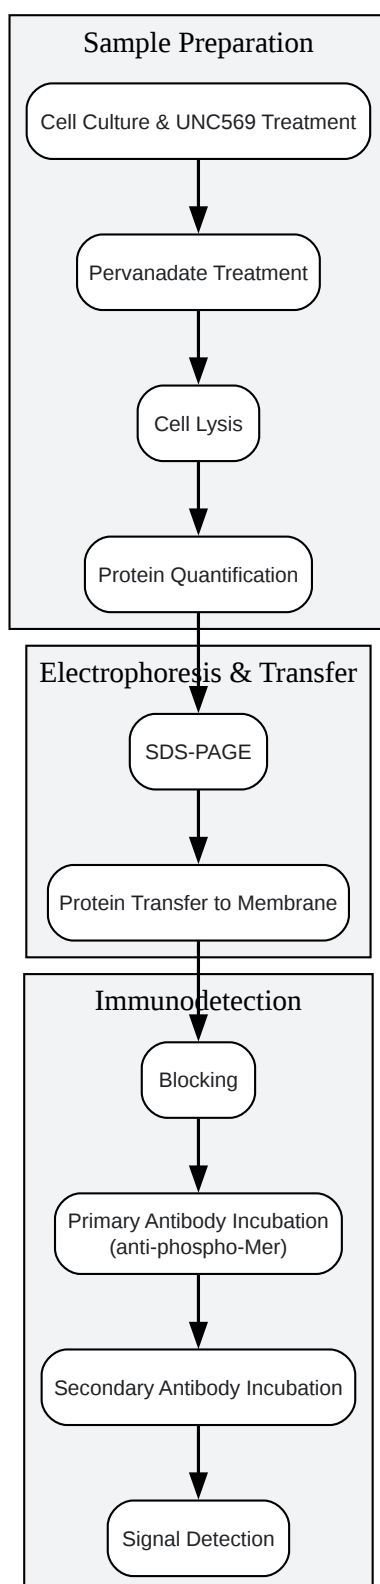 Sample Preparation
Cell Culture & UNC569 Treatment
Pervanadate Treatment
Cell Lysis
Protein Quantification
Electrophoresis & Transfer
SDS-PAGE
Protein Transfer to Membrane
Immunodetection
Blocking
Primary Antibody Incubation
(anti-phospho-Mer)
Secondary Antibody Incubation
Signal Detection